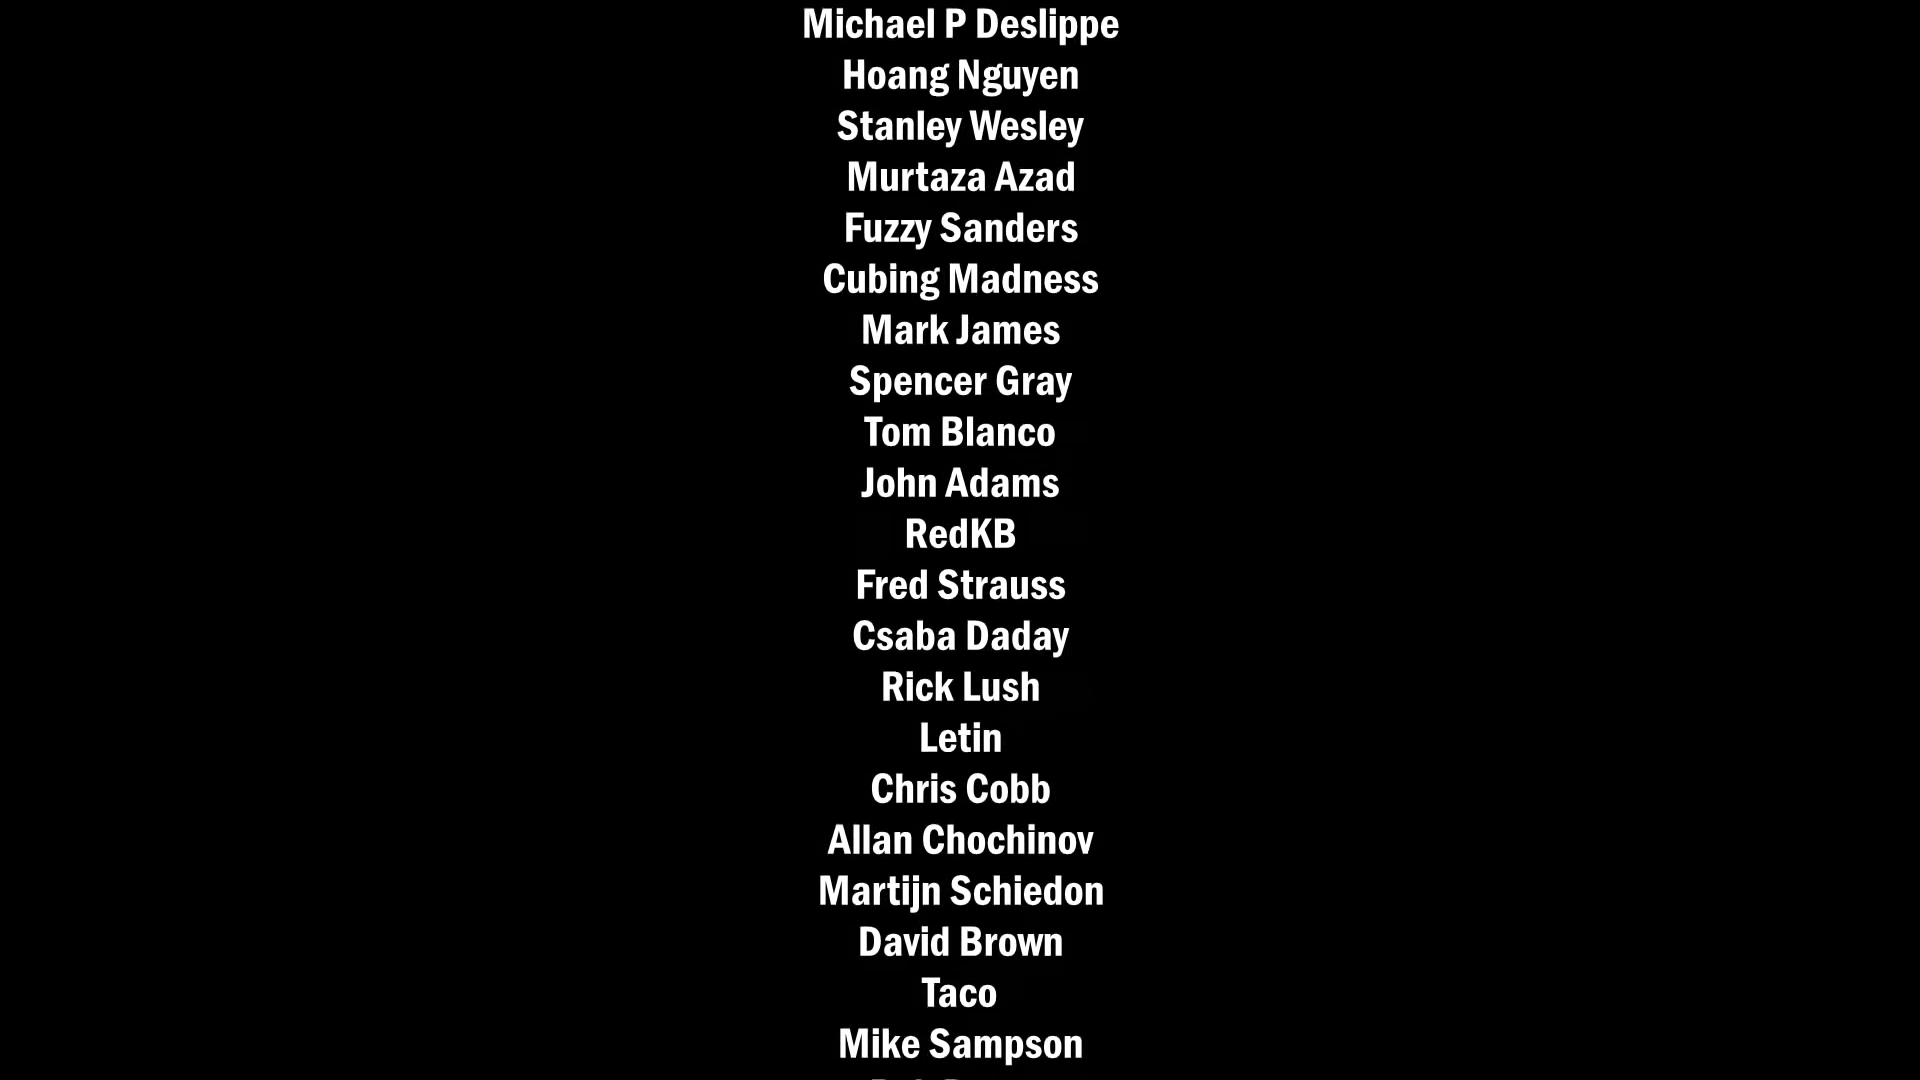 Michael P Deslippe
Hoang Nguyen
Stanley Wesley
Murtaza Azad
Fuzzy Sanders
Cubing Madness
Mark James
Spencer Gray
Tom Blanco
John Adams
RedKB
Fred Strauss
Csaba Daday
Rick Lush
Letin
Chris Cobb
Allan Chochinov
Martijn Schiedon
David Brown
Taco
Mike Sampson